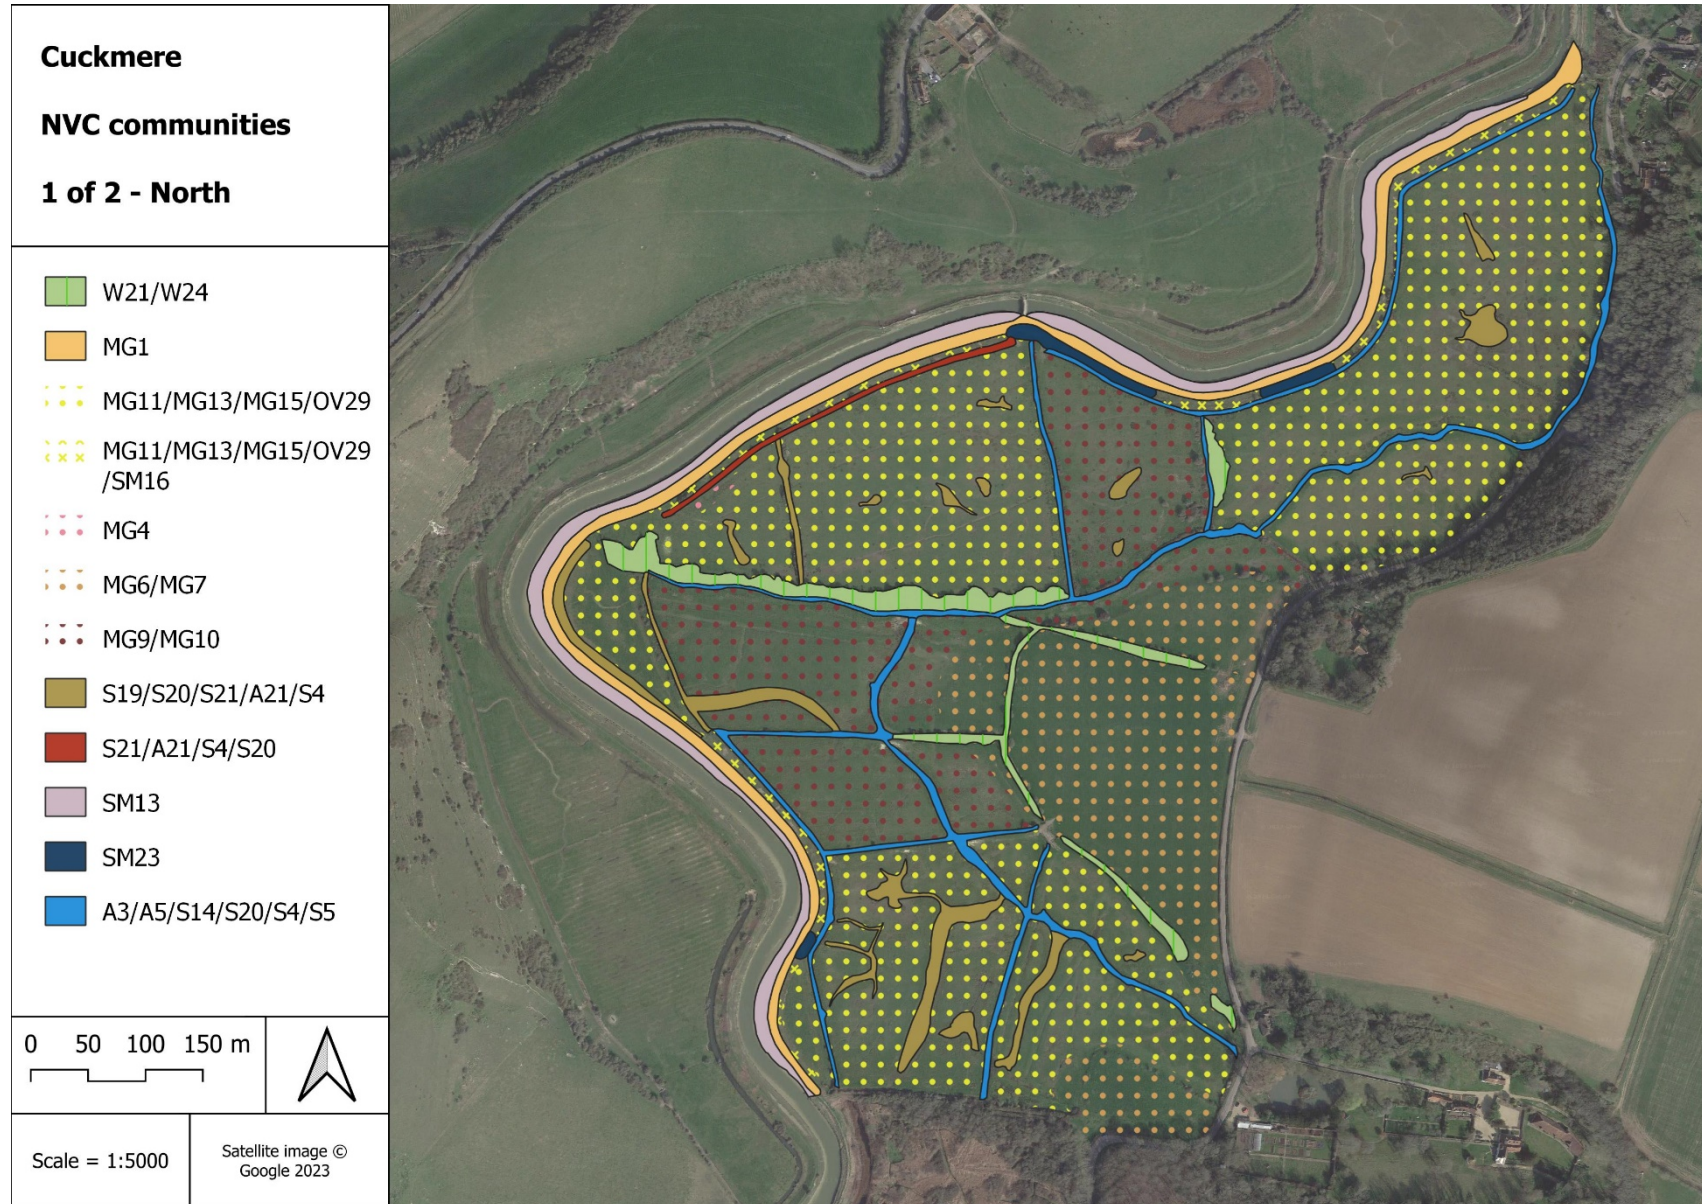 Cuckmere
NVC communities
1 of 2 - North
W21/W24
MG1
MG11/MG13/MG15/OV29
MG11/MG13/MG15/OV29
/SM16
MG4
MG6/MG7
MG9/MG10
S19/S20/S21/A21/S4
S21/A21/S4/S20
SM13
SM23
A3/A5/S14/S20/S4/S5
0 50 100 150 m
Scale = 1:5000
Satellite image ©
Google 2023